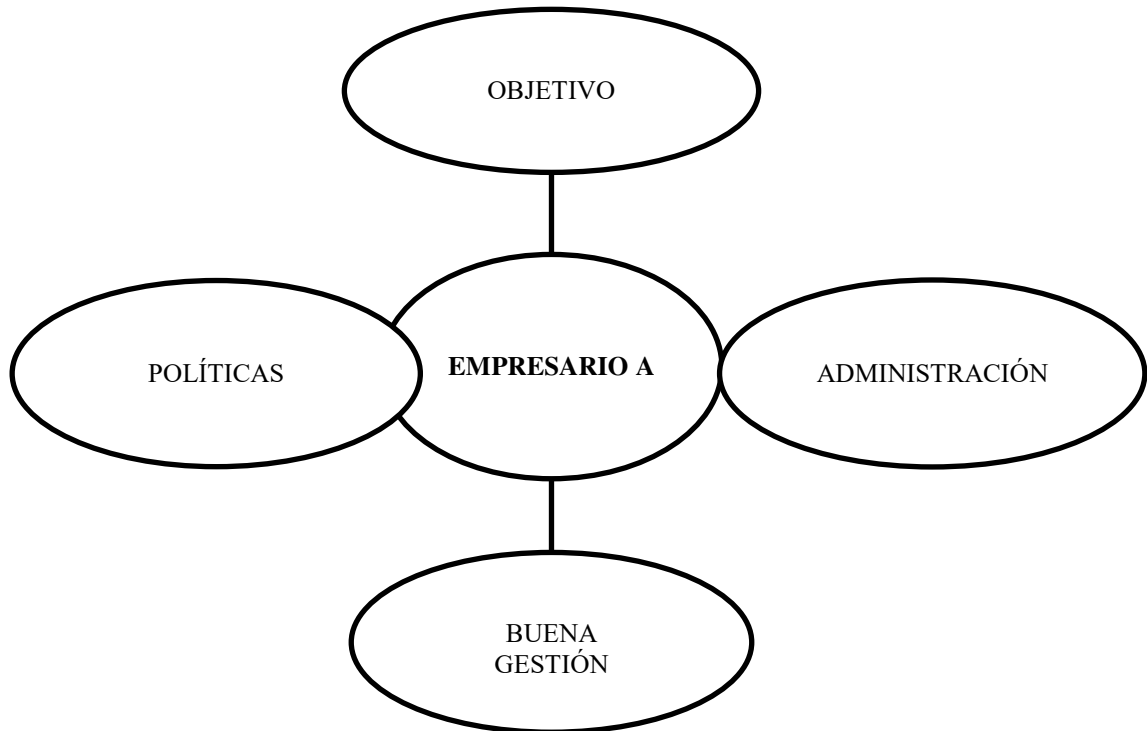 OBJETIVO
POLÍTICAS
EMPRESARIO A
ADMINISTRACIÓN
BUENA
GESTIÓN